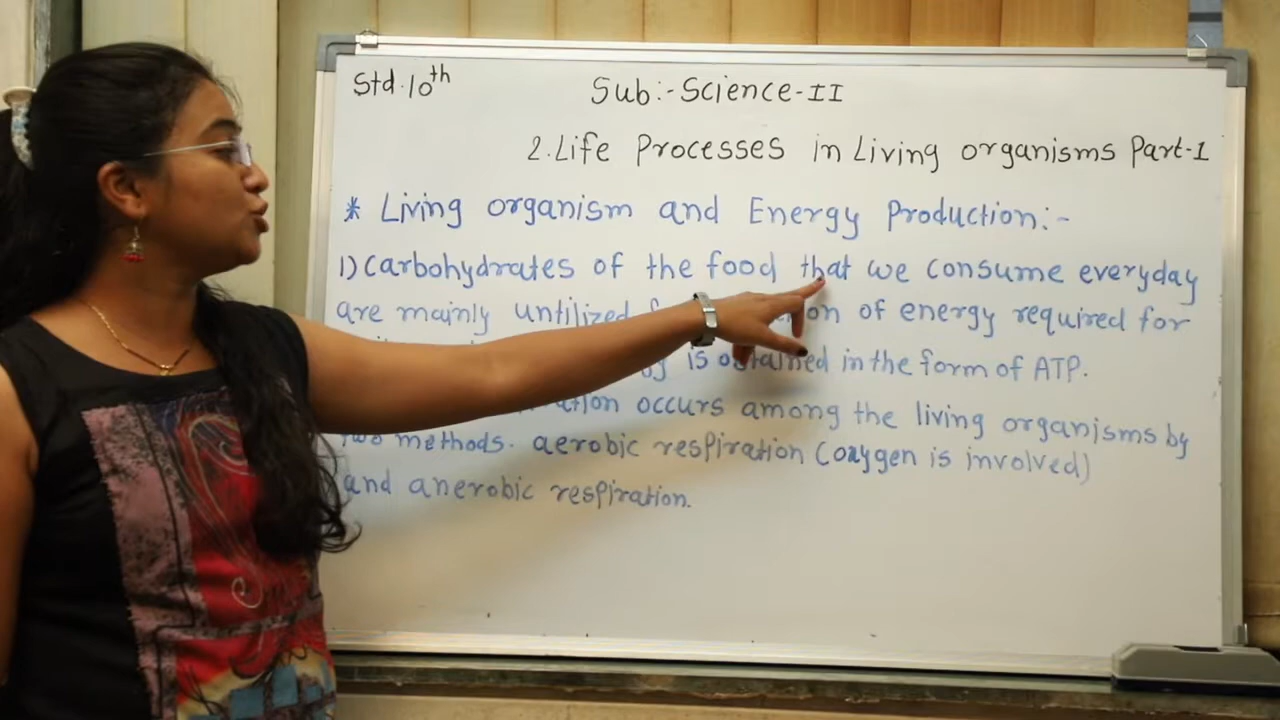 Std.10th
Sub:-Science-II
2.Life Processes in Living organisms Part-1
* Living organism and Energy Production:-
1) Carbohydrates of the food that we consume everyday
are mainly untilized of energy required for
is obtained in the form of ATP.
occurs among the living organisms by
two methods. aerobic respiration (oxygen is involved)
and anerobic respiration.